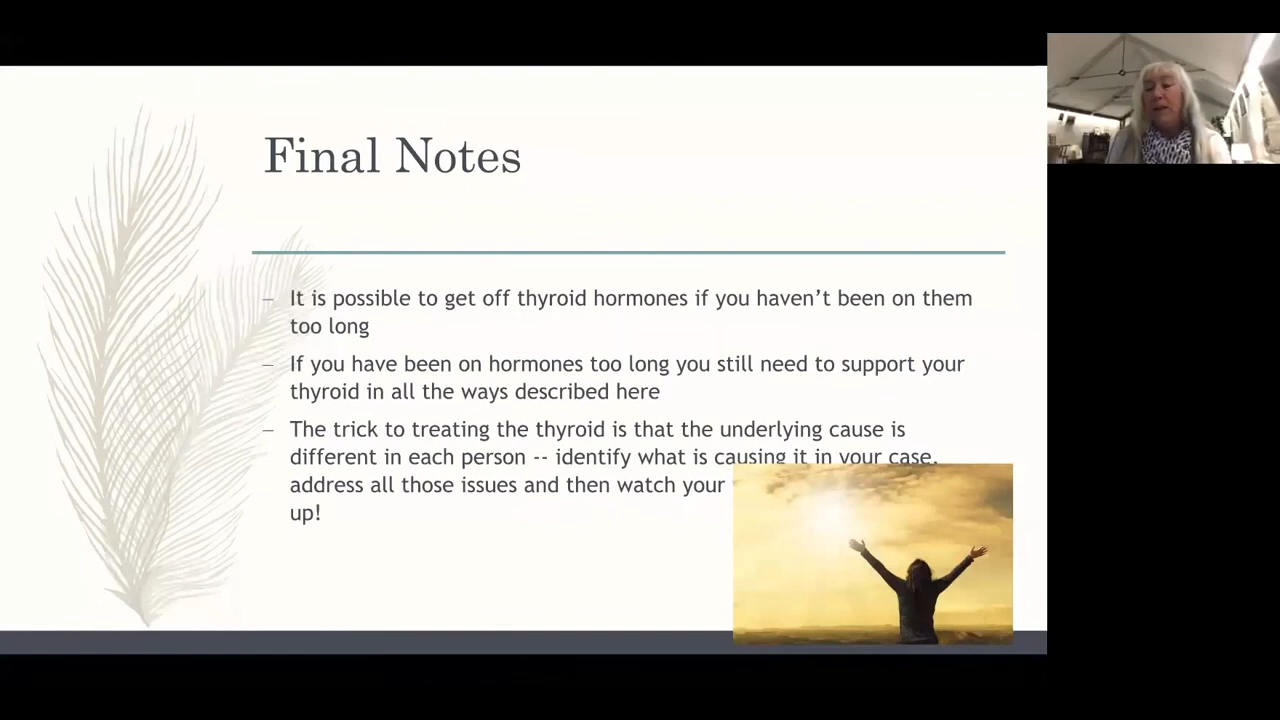 Final Notes
– It is possible to get off thyroid hormones if you haven’t been on them
too long
– If you have been on hormones too long you still need to support your
thyroid in all the ways described here
– The trick to treating the thyroid is that the underlying cause is
different in each person -- identify what is causing it in your case,
address all those issues and then watch your
up!